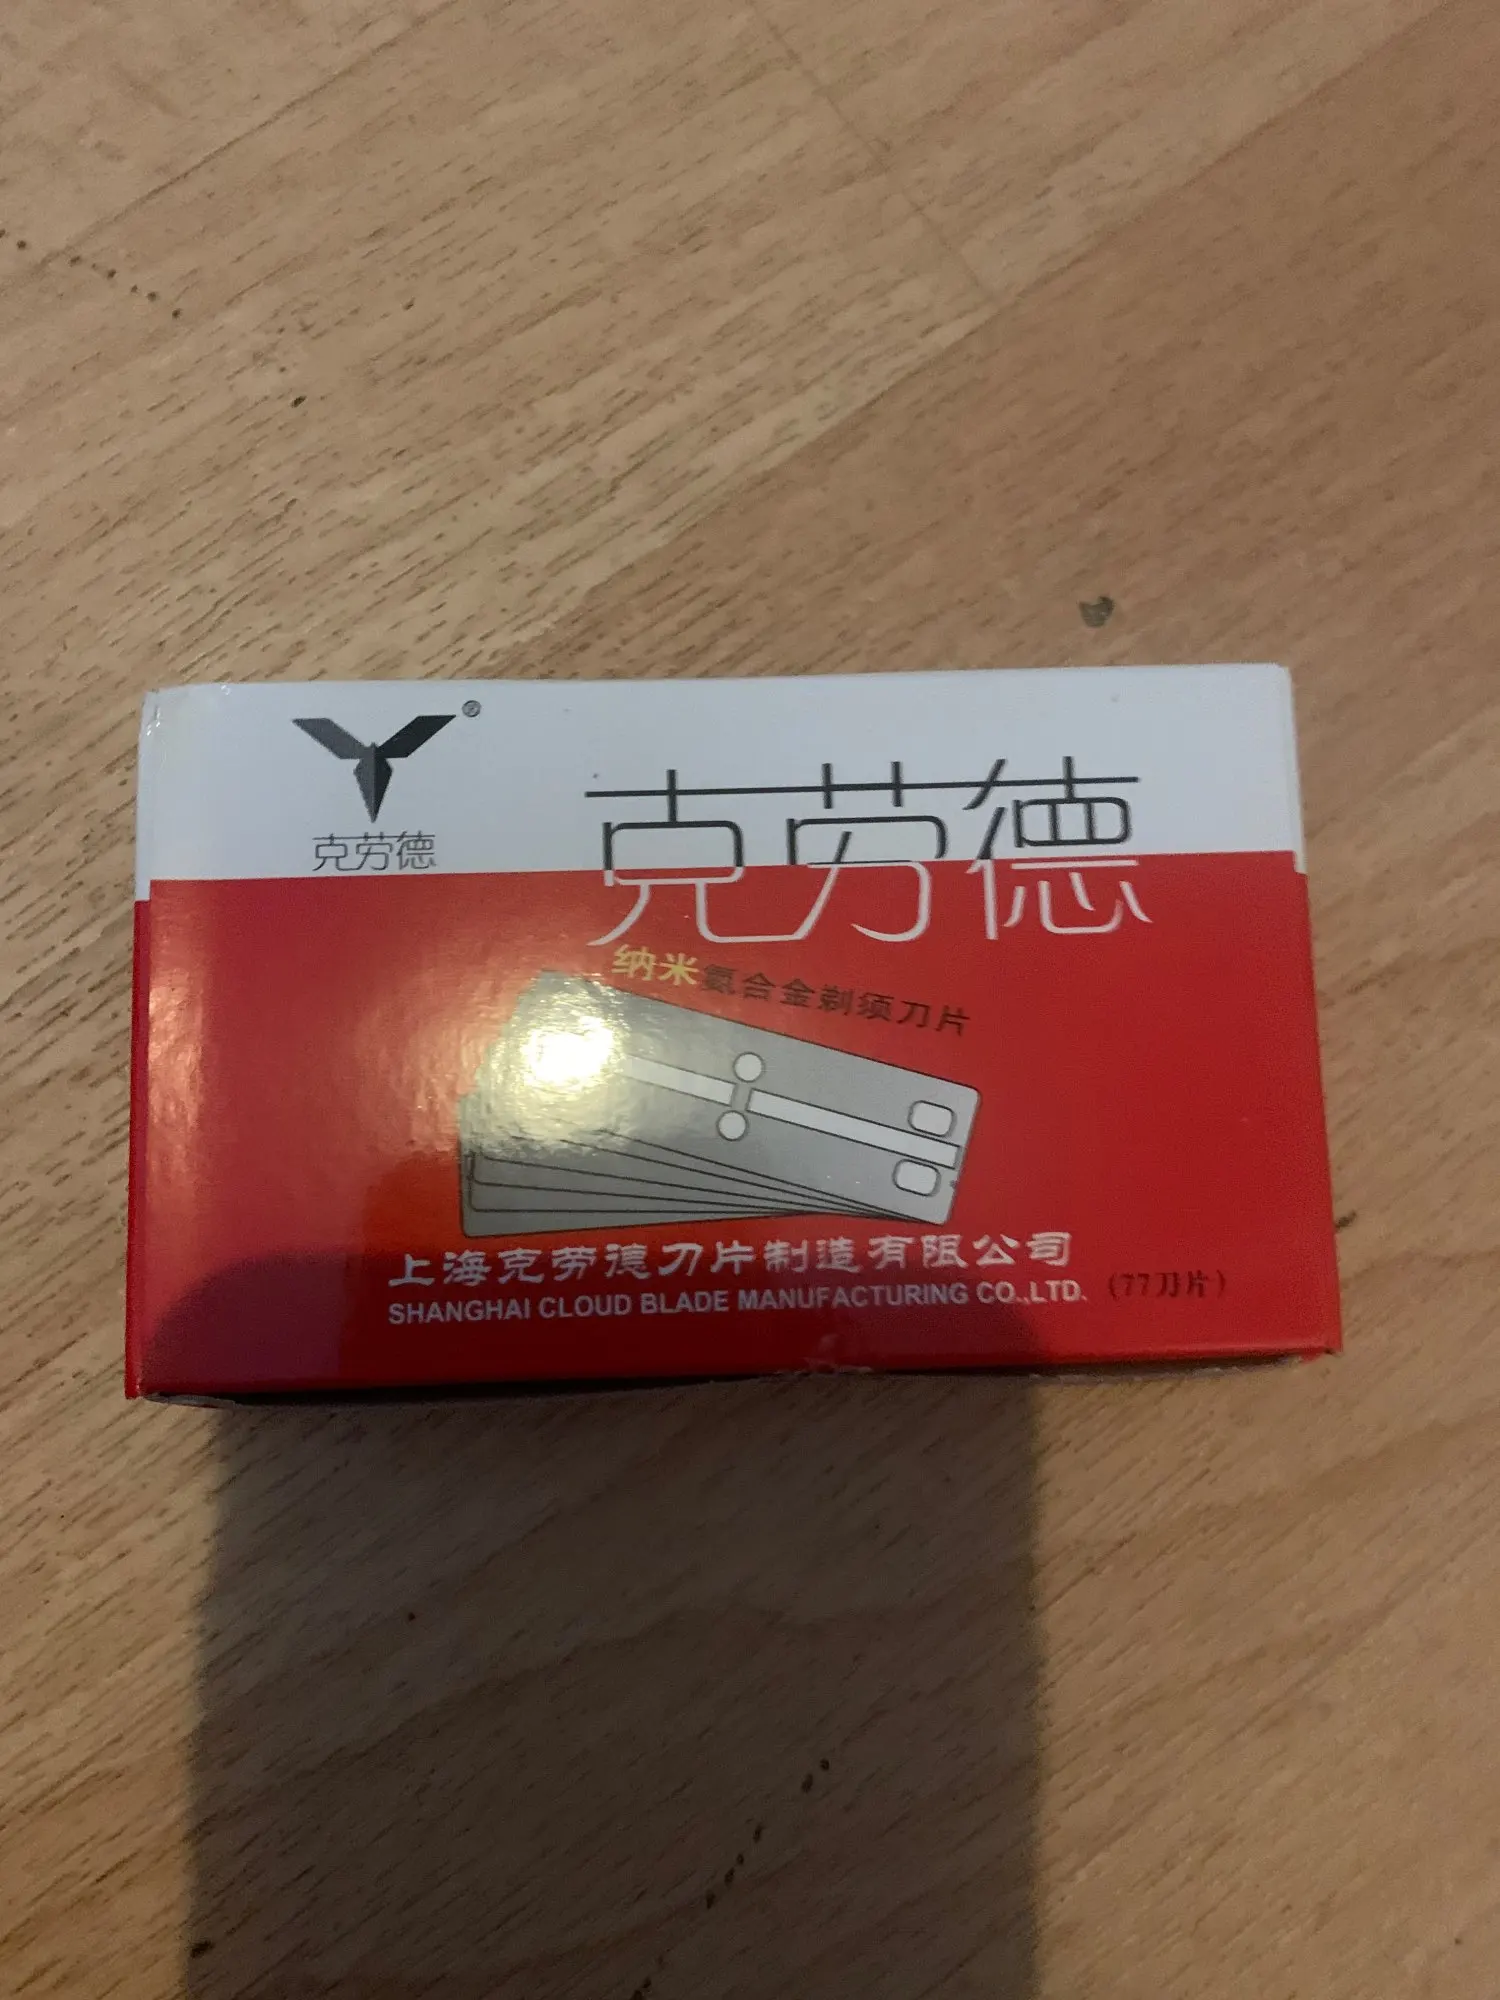 ®
克劳德
克劳德
纳米氮合金剃须刀片
上海克劳德刀片制造有限公司
SHANGHAI CLOUD BLADE MANUFACTURING CO.,LTD. (77刀片)